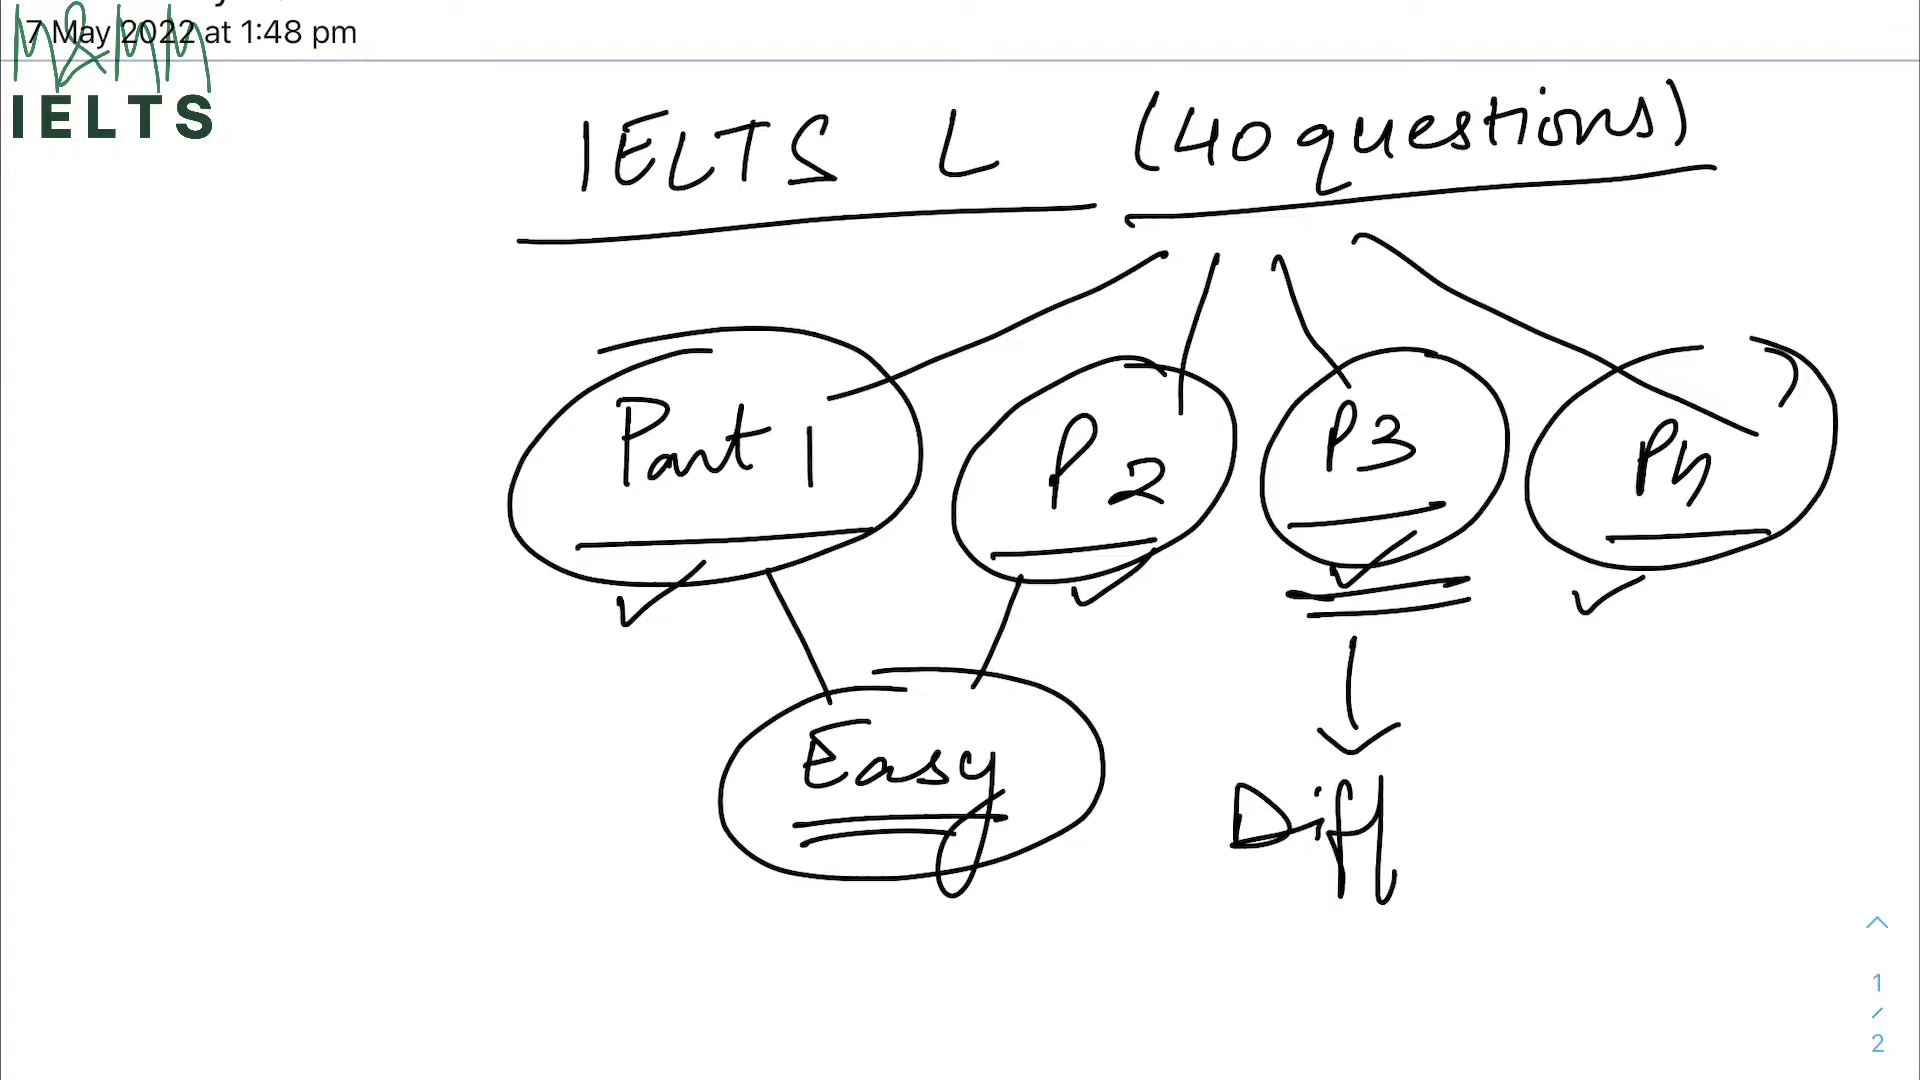 7 May 2022 at 1:48 pm
IELTS
IELTS L (40 questions)
Part 1
P 2
P3
P4
Easy
Diff
1
/
2